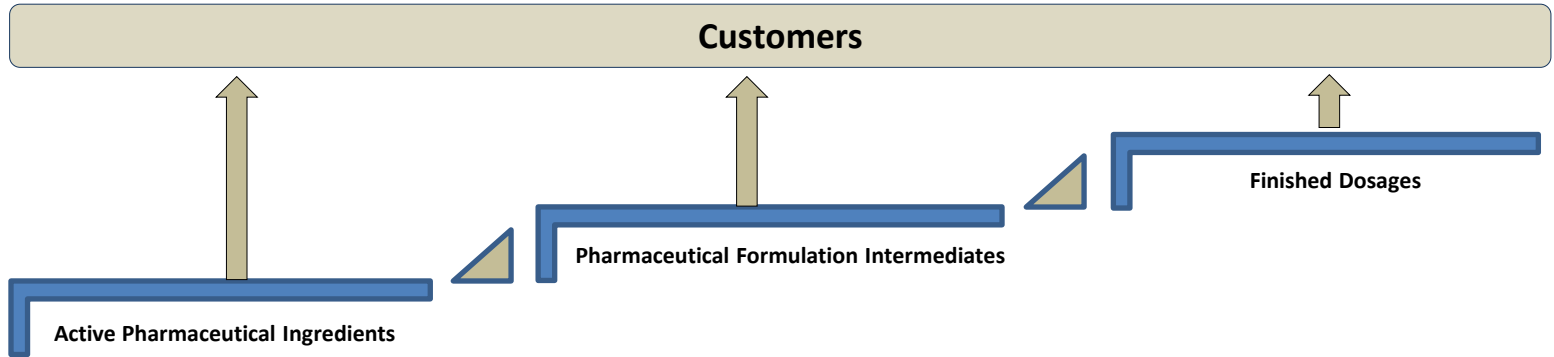 Customers
Finished Dosages
Pharmaceutical Formulation Intermediates
Active Pharmaceutical Ingredients